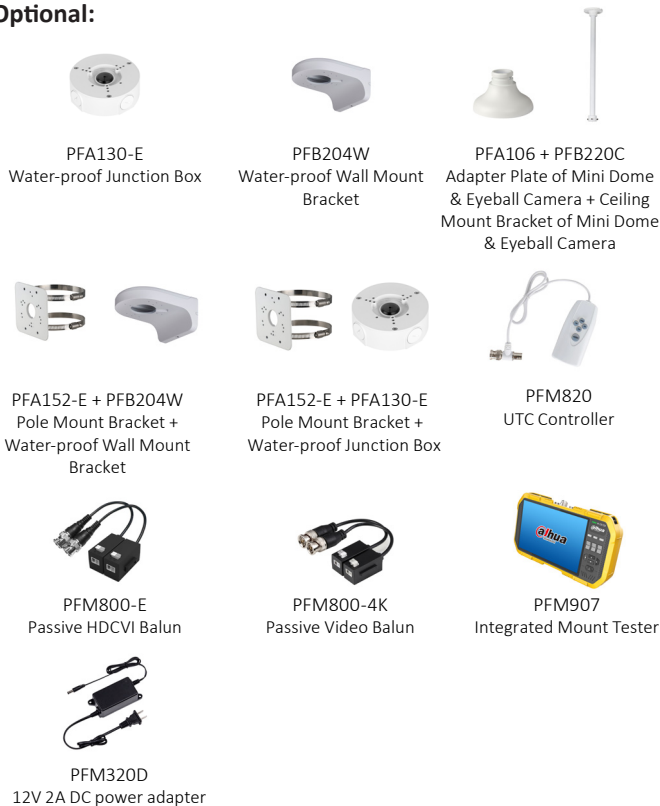 Optional:
PFA130-E
Water-proof Junction Box
PFB204W
Water-proof Wall Mount
Bracket
PFA106 + PFB220C
Adapter Plate of Mini Dome
& Eyeball Camera + Ceiling
Mount Bracket of Mini Dome
& Eyeball Camera
PFA152-E + PFB204W
Pole Mount Bracket +
Water-proof Wall Mount
Bracket
PFA152-E + PFA130-E
Pole Mount Bracket +
Water-proof Junction Box
PFM820
UTC Controller
alhua
PFM800-E
Passive HDCVI Balun
PFM800-4K
Passive Video Balun
PFM907
Integrated Mount Tester
PFM320D
12V 2A DC power adapter